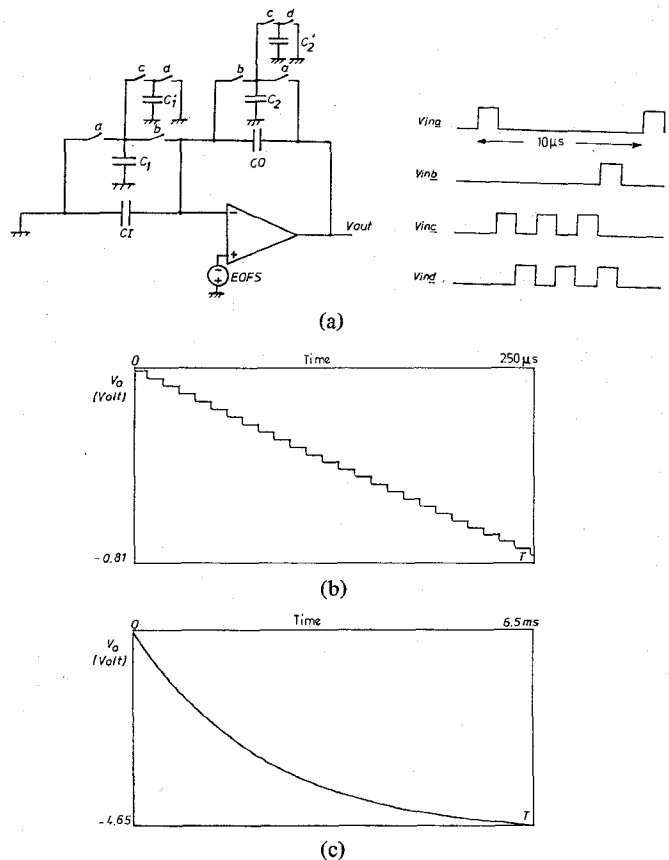 c d
C2'
c d
b a
C1'
C2
a b
CO
C1
CI
Vout
EOFS
Vina
10μs
Vinb
Vinc
Vind
(a)
0 Time 250μs
Vo
(Volt)
-0.81
T
(b)
0 Time 6.5ms
Vo
(Volt)
-4.65
T
(c)